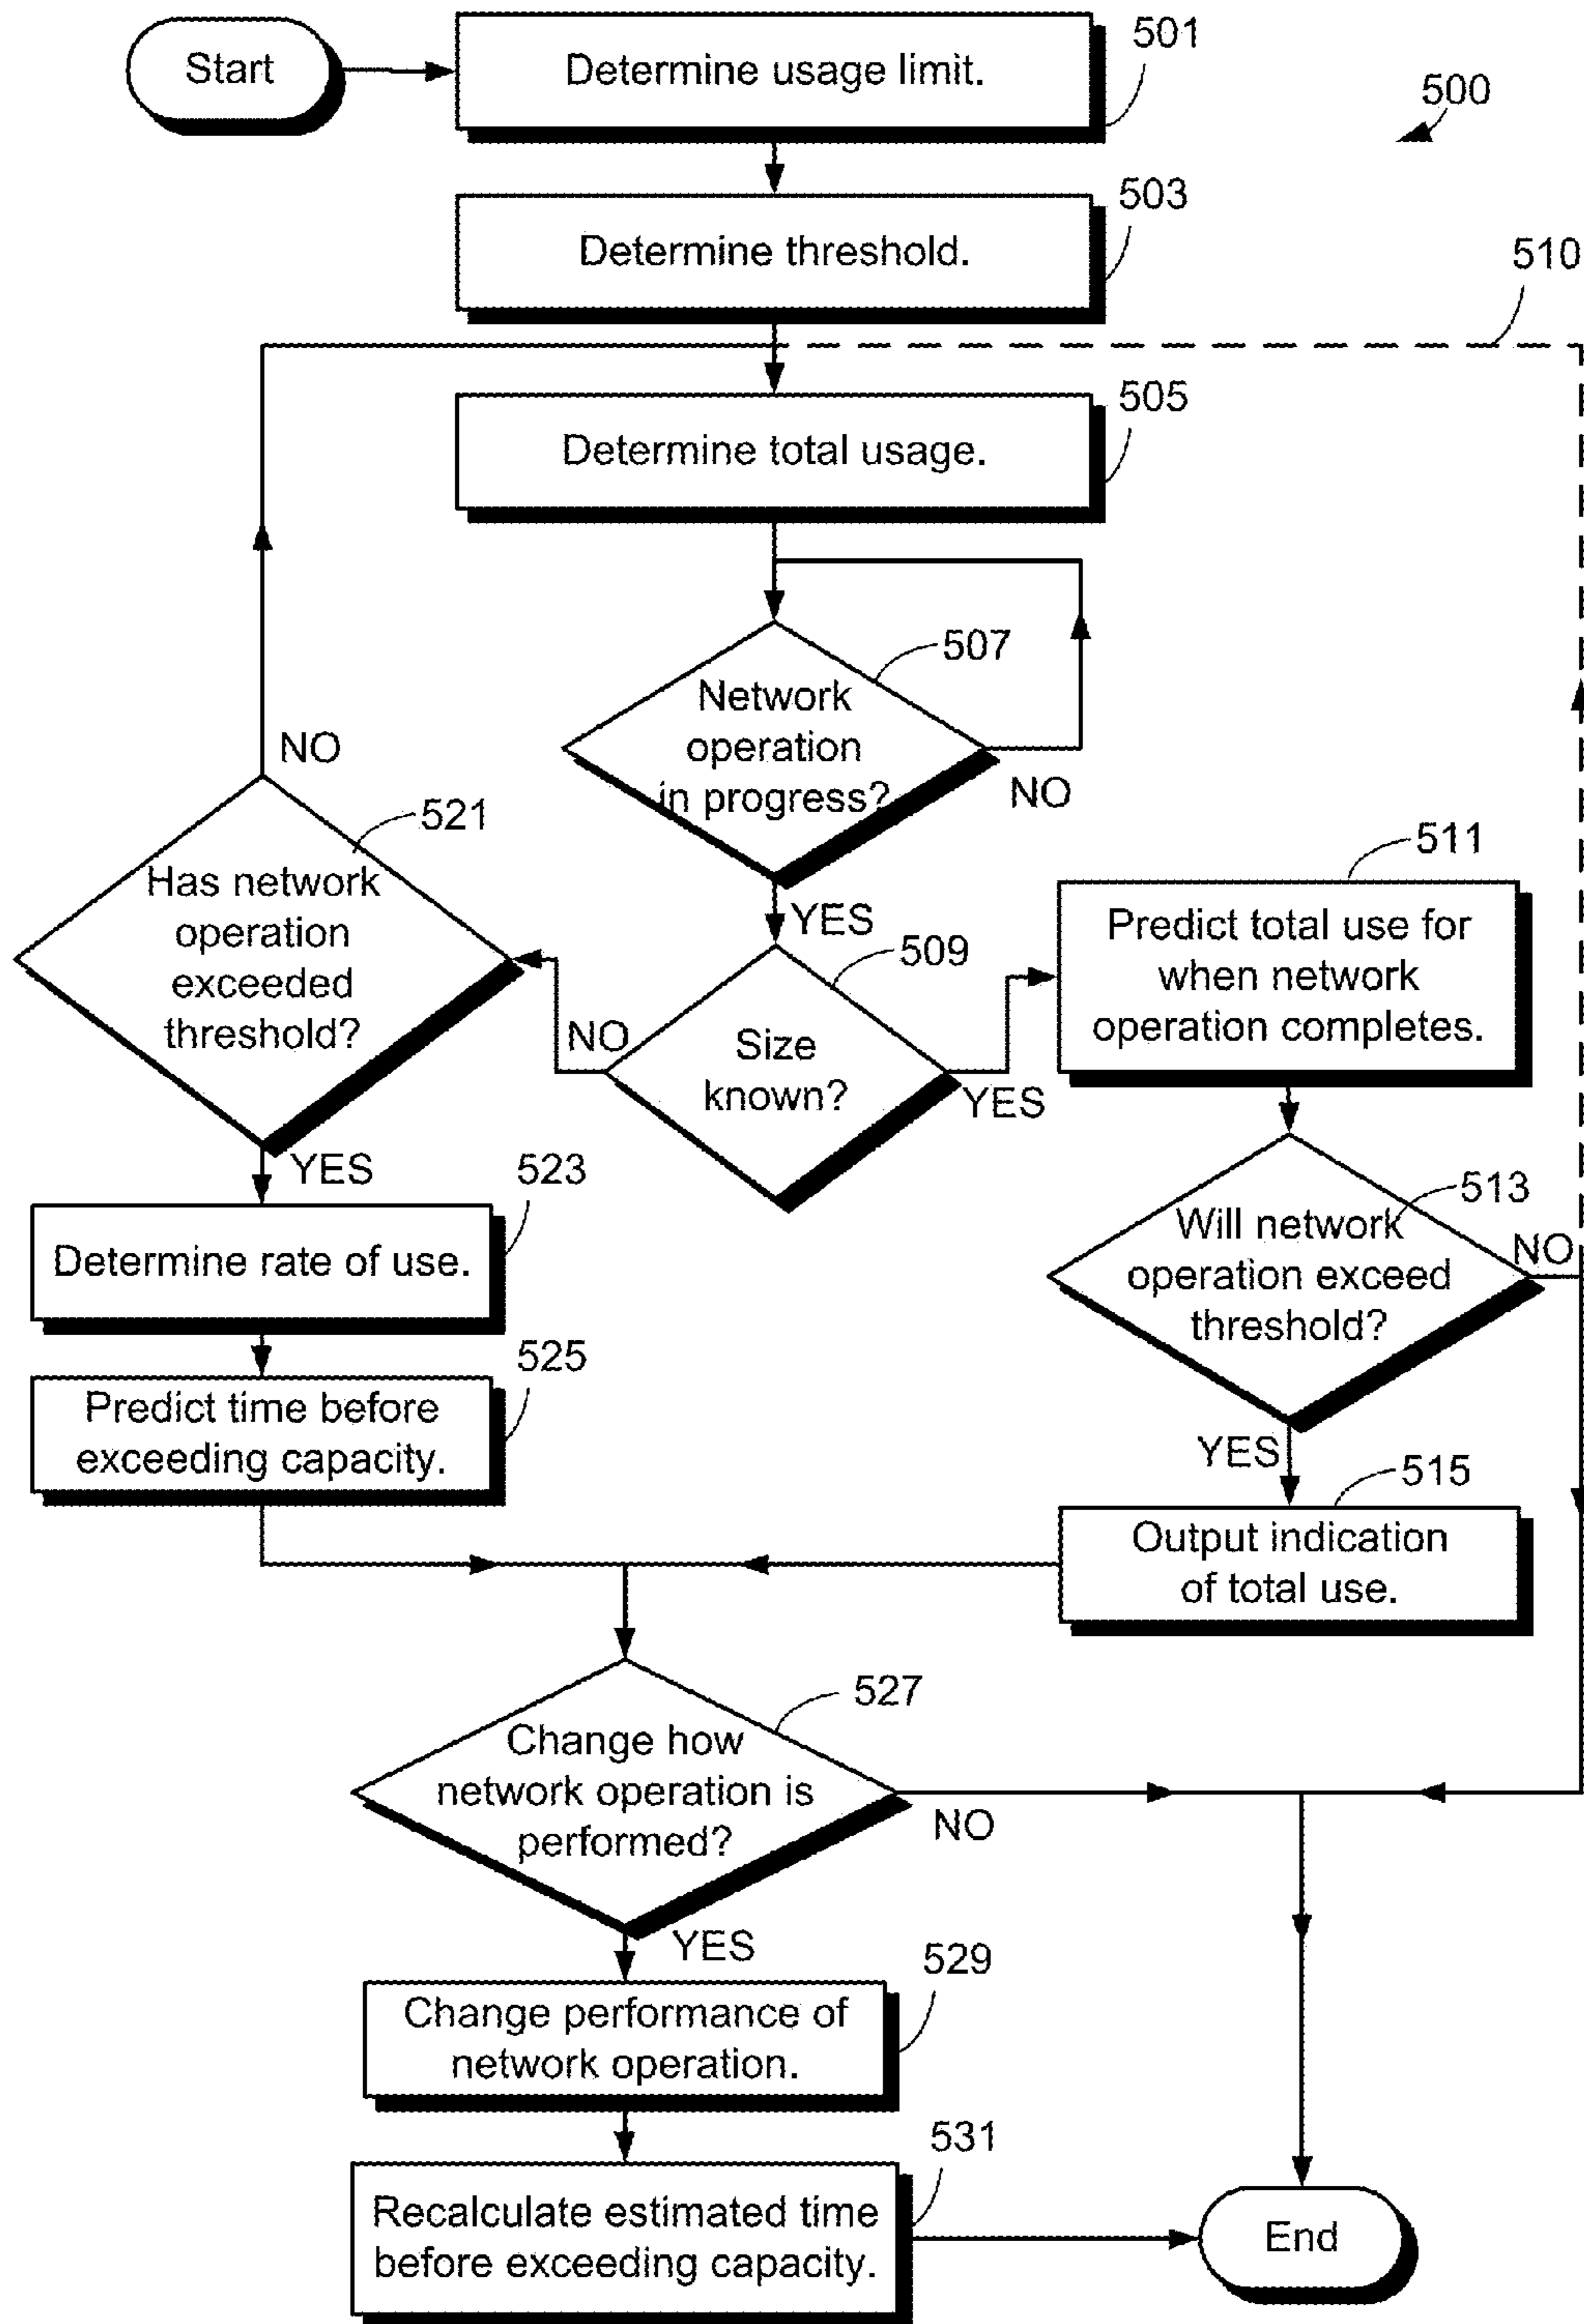 Start
Determine usage limit.
501
500
Determine threshold.
503
510
Determine total usage.
505
Network
operation
in progress?
507
NO
YES
NO
Has network
operation
exceeded
threshold?
521
YES
Size
known?
509
NO
YES
Predict total use for
when network
operation completes.
511
Will network
operation exceed
threshold?
513
NO
YES
Determine rate of use.
523
Predict time before
exceeding capacity.
525
Output indication
of total use.
515
Change how
network operation is
performed?
527
NO
YES
Change performance of
network operation.
529
Recalculate estimated time
before exceeding capacity.
531
End